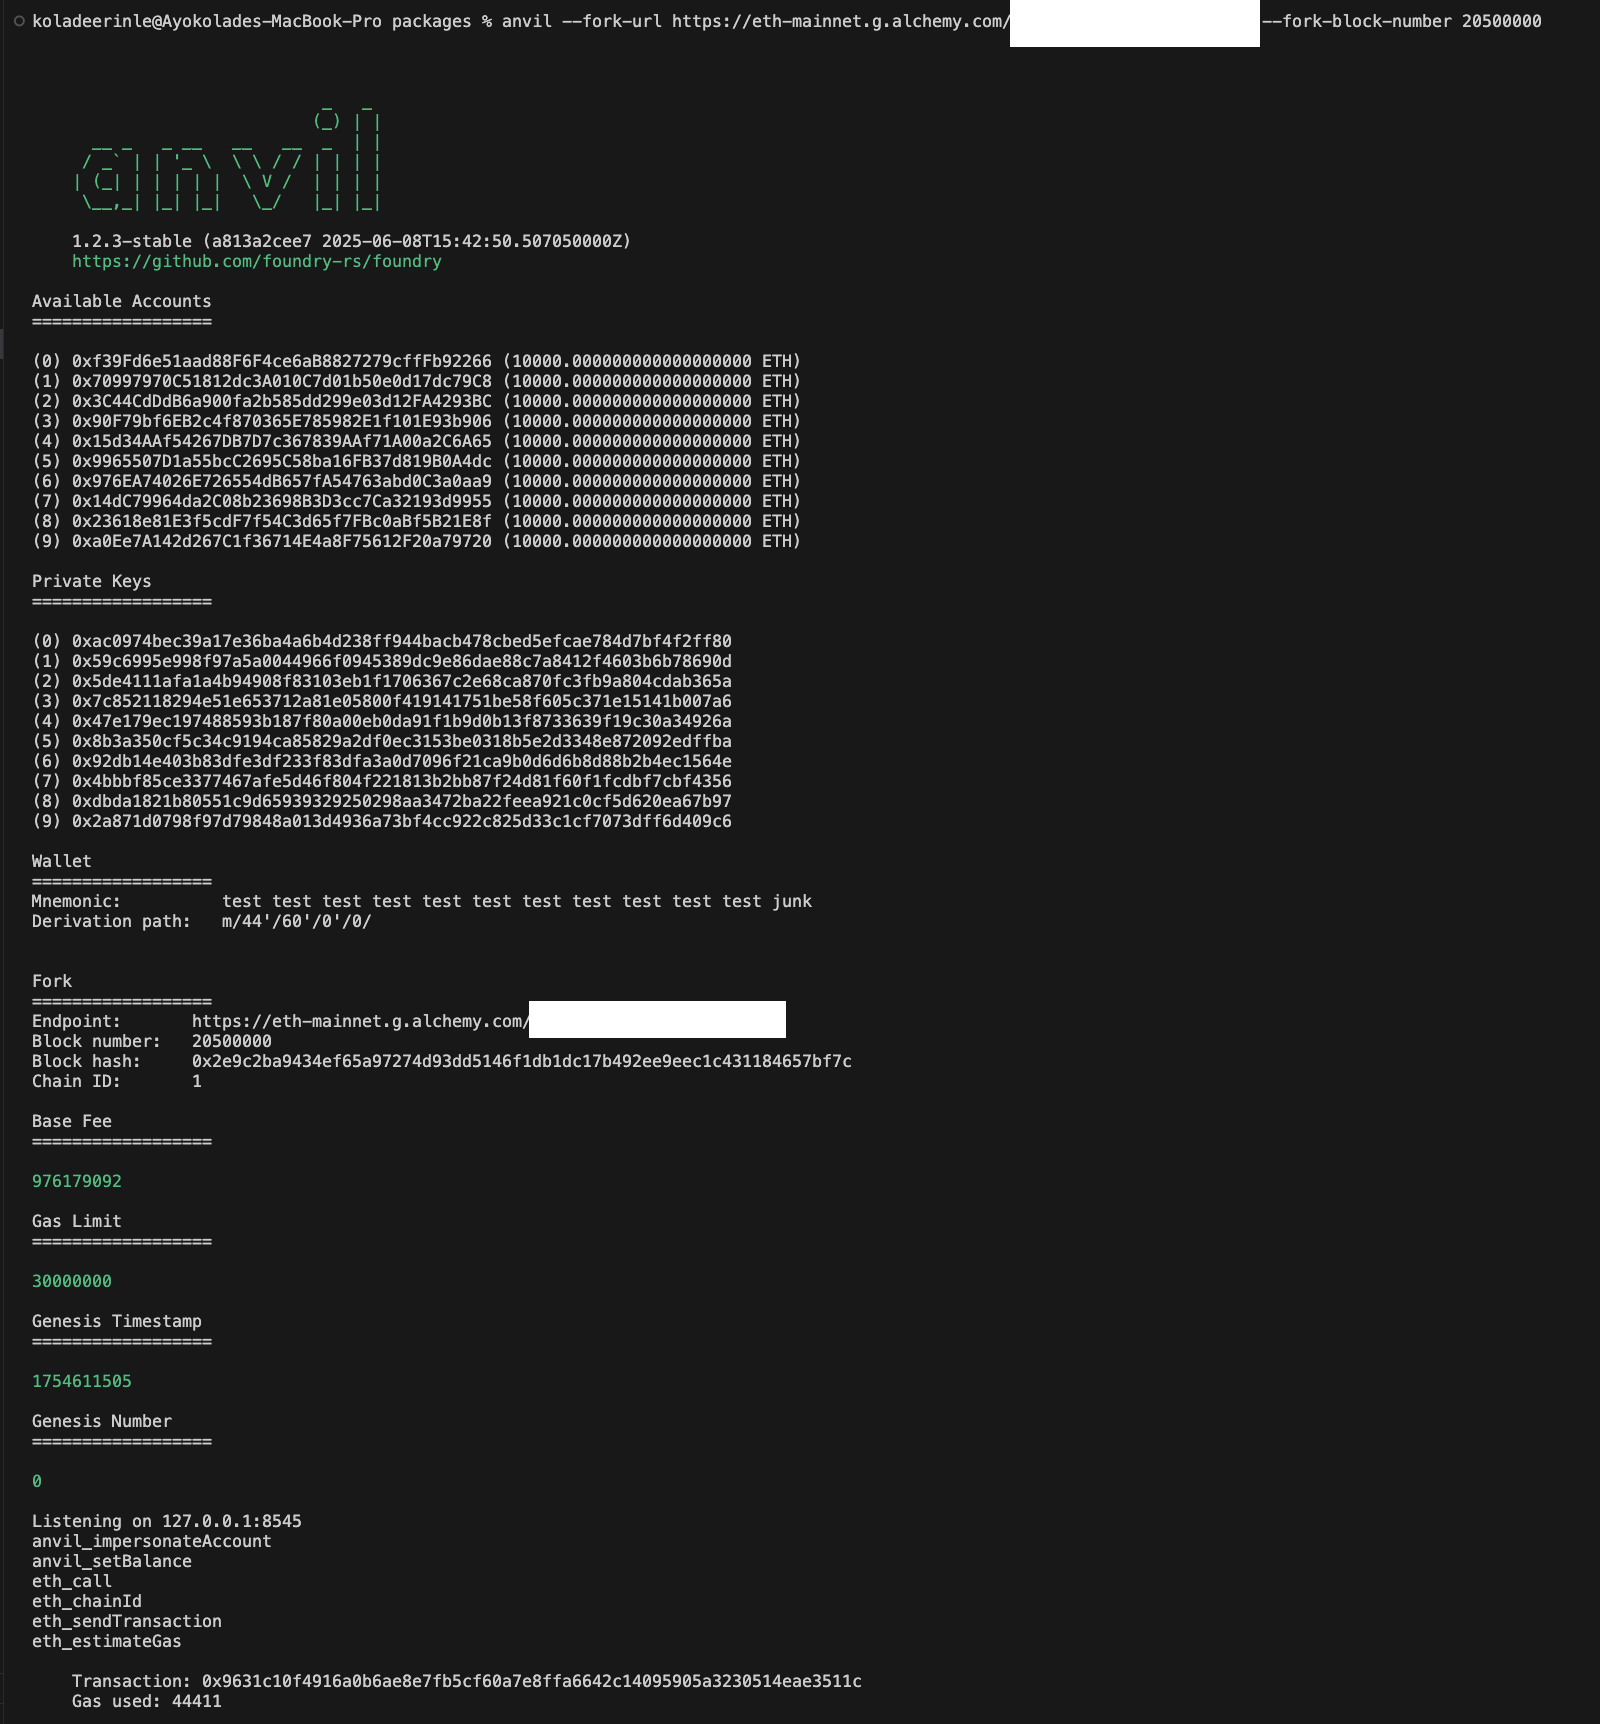 koladeerinle@Ayokolades-MacBook-Pro packages % anvil --fork-url https://eth-mainnet.g.alchemy.com/ --fork-block-number 20500000
anvil
1.2.3-stable (a813a2cee7 2025-06-08T15:42:50.507050000Z)
https://github.com/foundry-rs/foundry
Available Accounts
==================
(0) 0xf39Fd6e51aad88F6F4ce6aB8827279cffFb92266 (10000.000000000000000000 ETH)
(1) 0x70997970C51812dc3A010C7d01b50e0d17dc79C8 (10000.000000000000000000 ETH)
(2) 0x3C44CdDdB6a900fa2b585dd299e03d12FA4293BC (10000.000000000000000000 ETH)
(3) 0x90F79bf6EB2c4f870365E785982E1f101E93b906 (10000.000000000000000000 ETH)
(4) 0x15d34AAf54267DB7D7c367839AAf71A00a2C6A65 (10000.000000000000000000 ETH)
(5) 0x9965507D1a55bcC2695C58ba16FB37d819B0A4dc (10000.000000000000000000 ETH)
(6) 0x976EA74026E726554dB657fA54763abd0C3a0aa9 (10000.000000000000000000 ETH)
(7) 0x14dC79964da2C08b23698B3D3cc7Ca32193d9955 (10000.000000000000000000 ETH)
(8) 0x23618e81E3f5cdF7f54C3d65f7FBc0aBf5B21E8f (10000.000000000000000000 ETH)
(9) 0xa0Ee7A142d267C1f36714E4a8F75612F20a79720 (10000.000000000000000000 ETH)
Private Keys
==================
(0) 0xac0974bec39a17e36ba4a6b4d238ff944bacb478cbed5efcae784d7bf4f2ff80
(1) 0x59c6995e998f97a5a0044966f0945389dc9e86dae88c7a8412f4603b6b78690d
(2) 0x5de4111afa1a4b94908f83103eb1f1706367c2e68ca870fc3fb9a804cdab365a
(3) 0x7c852118294e51e653712a81e05800f419141751be58f605c371e15141b007a6
(4) 0x47e179ec197488593b187f80a00eb0da91f1b9d0b13f8733639f19c30a34926a
(5) 0x8b3a350cf5c34c9194ca85829a2df0ec3153be0318b5e2d3348e872092edffba
(6) 0x92db14e403b83dfe3df233f83dfa3a0d7096f21ca9b0d6d6b8d88b2b4ec1564e
(7) 0x4bbbf85ce3377467afe5d46f804f221813b2bb87f24d81f60f1fcdbf7cbf4356
(8) 0xdbda1821b80551c9d65939329250298aa3472ba22feea921c0cf5d620ea67b97
(9) 0x2a871d0798f97d79848a013d4936a73bf4cc922c825d33c1cf7073dff6d409c6
Wallet
==================
Mnemonic: test test test test test test test test test test test junk
Derivation path: m/44'/60'/0'/0/
Fork
==================
Endpoint: https://eth-mainnet.g.alchemy.com/
Block number: 20500000
Block hash: 0x2e9c2ba9434ef65a97274d93dd5146f1db1dc17b492ee9eec1c431184657bf7c
Chain ID: 1
Base Fee
==================
976179092
Gas Limit
==================
30000000
Genesis Timestamp
==================
1754611505
Genesis Number
==================
0
Listening on 127.0.0.1:8545
anvil_impersonateAccount
anvil_setBalance
eth_call
eth_chainId
eth_sendTransaction
eth_estimateGas
Transaction: 0x9631c10f4916a0b6ae8e7fb5cf60a7e8ffa6642c14095905a3230514eae3511c
Gas used: 44411